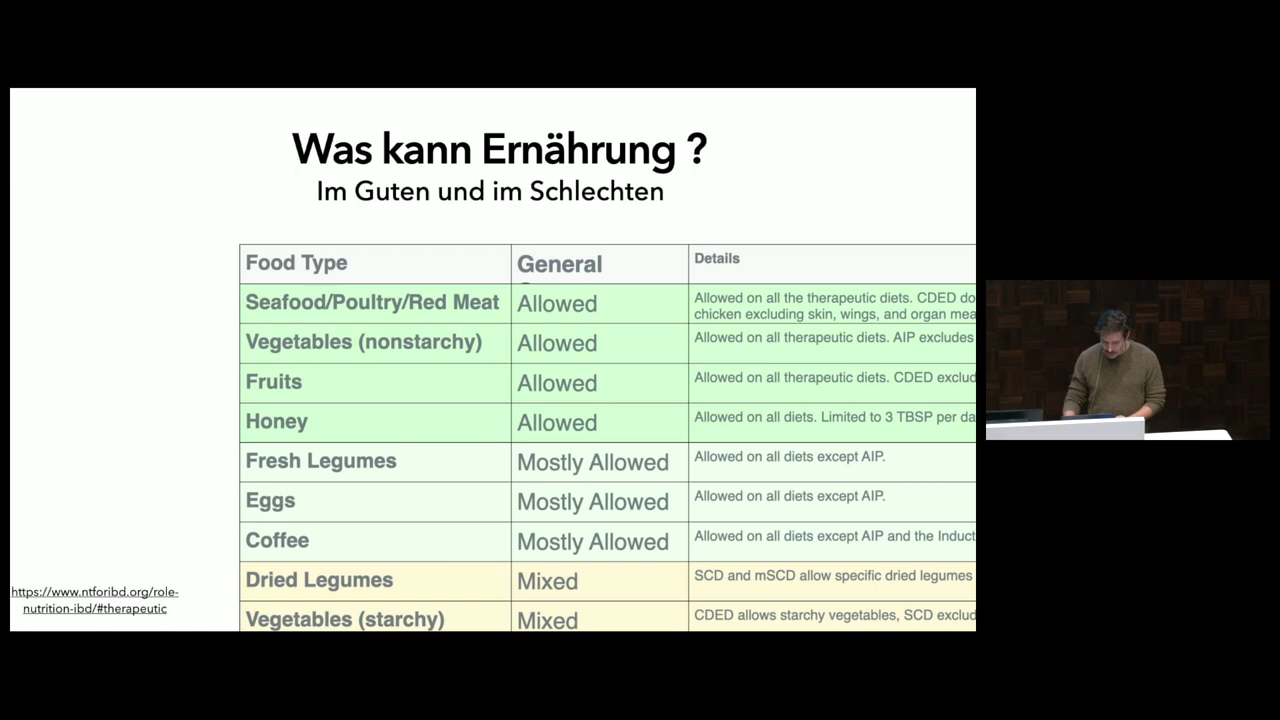 Was kann Ernährung ?
Im Guten und im Schlechten
Food Type General Details
Seafood/Poultry/Red Meat Allowed Allowed on all the therapeutic diets. CDED do
chicken excluding skin, wings, and organ mea
Vegetables (nonstarchy) Allowed Allowed on all therapeutic diets. AIP excludes
Fruits Allowed Allowed on all therapeutic diets. CDED exclud
Honey Allowed Allowed on all diets. Limited to 3 TBSP per da
Fresh Legumes Mostly Allowed Allowed on all diets except AIP.
Eggs Mostly Allowed Allowed on all diets except AIP.
Coffee Mostly Allowed Allowed on all diets except AIP and the Induct
Dried Legumes Mixed SCD and mSCD allow specific dried legumes
Vegetables (starchy) Mixed CDED allows starchy vegetables, SCD exclud
https://www.ntforibd.org/role-
nutrition-ibd/#therapeutic